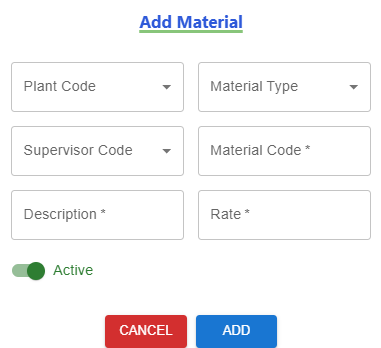 Add Material
Plant Code
Material Type
Supervisor Code
Material Code *
Description *
Rate *
Active
CANCEL
ADD